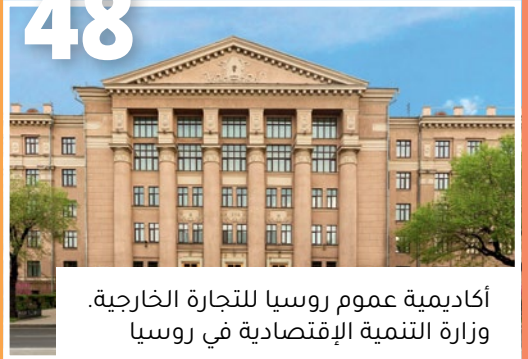 48
أكاديمية عموم روسيا للتجارة الخارجية.
وزارة التنمية الإقتصادية في روسيا